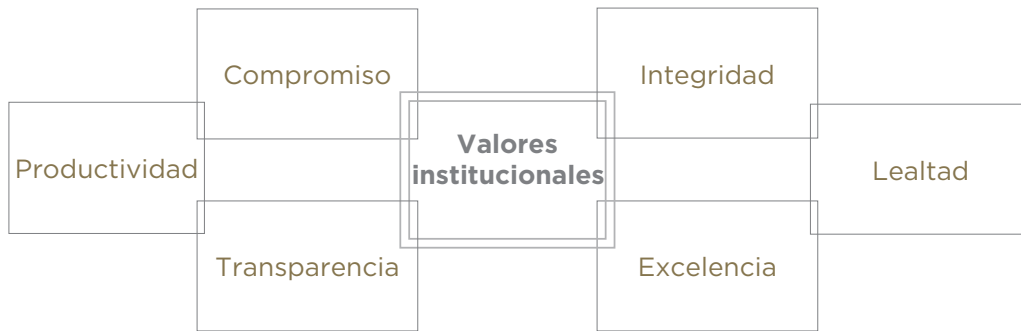 Compromiso
Integridad
Valores
institucionales
Productividad
Lealtad
Transparencia
Excelencia